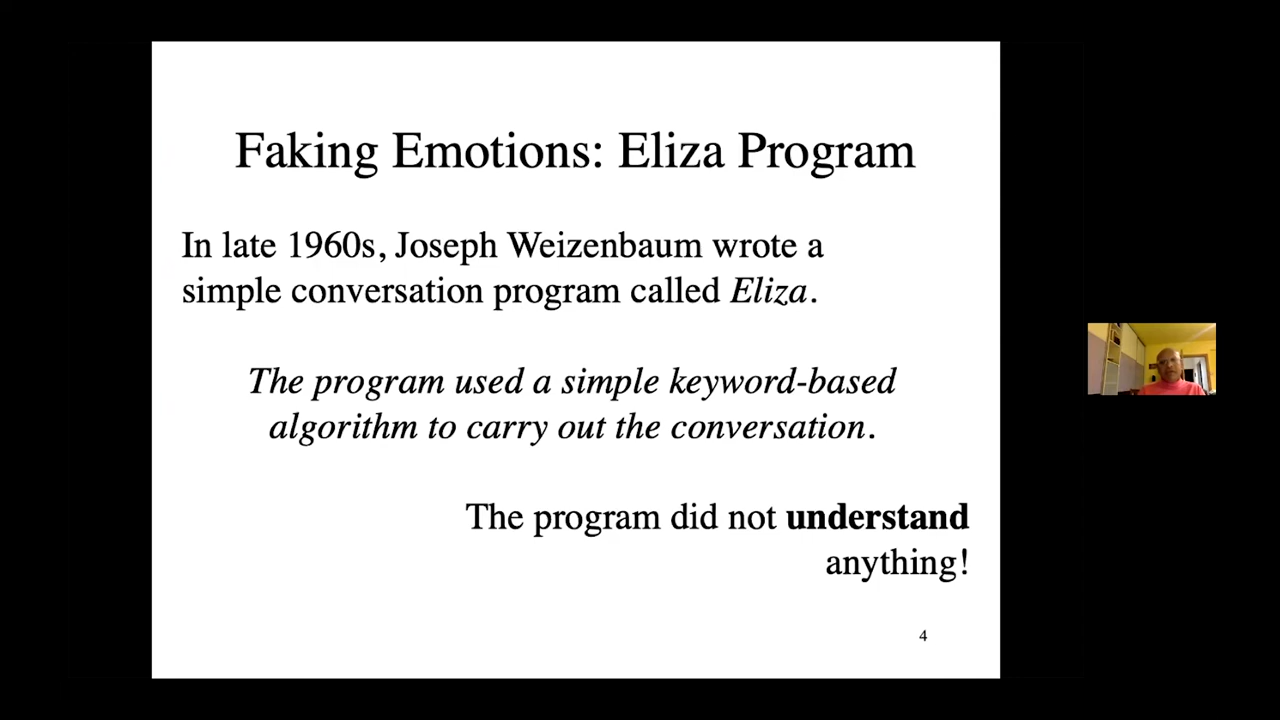 Faking Emotions: Eliza Program
In late 1960s, Joseph Weizenbaum wrote a
simple conversation program called Eliza.
The program used a simple keyword-based
algorithm to carry out the conversation.
The program did not understand
anything!
4